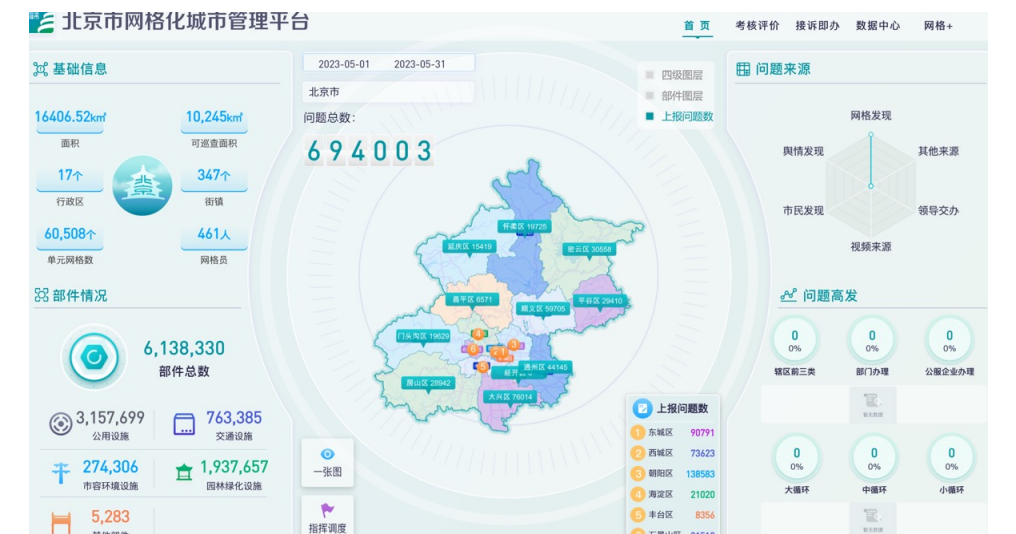 北京市网格化城市管理平台
首 页 考核评价 接诉即办 数据中心 网格+
基础信息
16406.52km² 10,245km²
面积 可巡查面积
17个 347个
行政区 街镇
60,508个 461人
单元网格数 网格员
部件情况
6,138,330
部件总数
3,157,699 763,385
公用设施 交通设施
274,306 1,937,657
市容环境设施 园林绿化设施
5,283
其他部件
2023-05-01 2023-05-31
北京市
问题总数:
694003
四级图层
部件图层
上报问题数
怀柔区 19725
延庆区 15419
密云区 30558
昌平区 6571
顺义区 59705
平谷区 29410
门头沟区 19629
通州区 44145
房山区 28942
大兴区 76014
4
6
3
2
1
5
一张图
指挥调度
上报问题数
1 东城区 90791
2 西城区 73623
3 朝阳区 138583
4 海淀区 21020
5 丰台区 8356
问题来源
网格发现
舆情发现 其他来源
市民发现 领导交办
视频来源
问题高发
0 0 0
0% 0% 0%
辖区前三类 部门办理 公服企业办理
暂无数据
0 0 0
0% 0% 0%
大循环 中循环 小循环
暂无数据